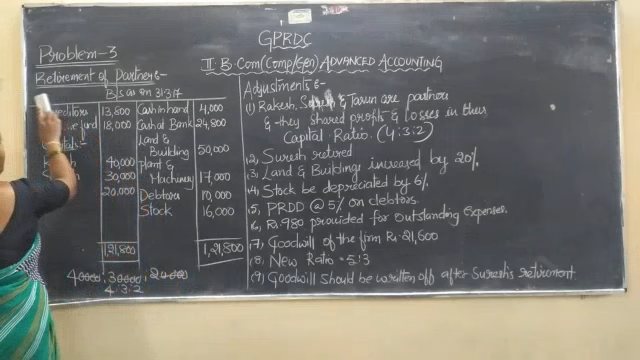 GPRDC
Problem-3
II B.Com(Comp/Gen) ADVANCED ACCOUNTING
Retirement of Partner:-
B/s as on 31.3.17
13,800 Cash in hand 4,000
18,000 Cash at Bank 24,800
Land &
Building 50,000
40,000 Plant &
30,000 Machinery 17,000
20,000 Debtors 10,000
Stock 16,000
1,21,800 1,21,800
40000 : 30000 : 20000
4 : 3 : 2
Adjustments:-
(1) Rakesh, & Tarun are partners
& they shared profits & losses in their
Capital Ratio. (4:3:2)
(2) Suresh retired
(3) Land & Buildings increased by 20%.
(4) Stock be depreciated by 6%
(5) PRDD @ 5% on debtors.
(6) Rs.980 provided for outstanding expenses.
(7) Goodwill of the firm Rs.21,600
(8) New Ratio = 5:3
(9) Goodwill should be written off after Suresh's retirement.